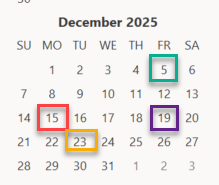 30
December 2025
SU MO TU WE TH FR SA
1 2 3 4 5 6
7 8 9 10 11 12 13
14 15 16 17 18 19 20
21 22 23 24 25 26 27
28 29 30 31 1 2 3